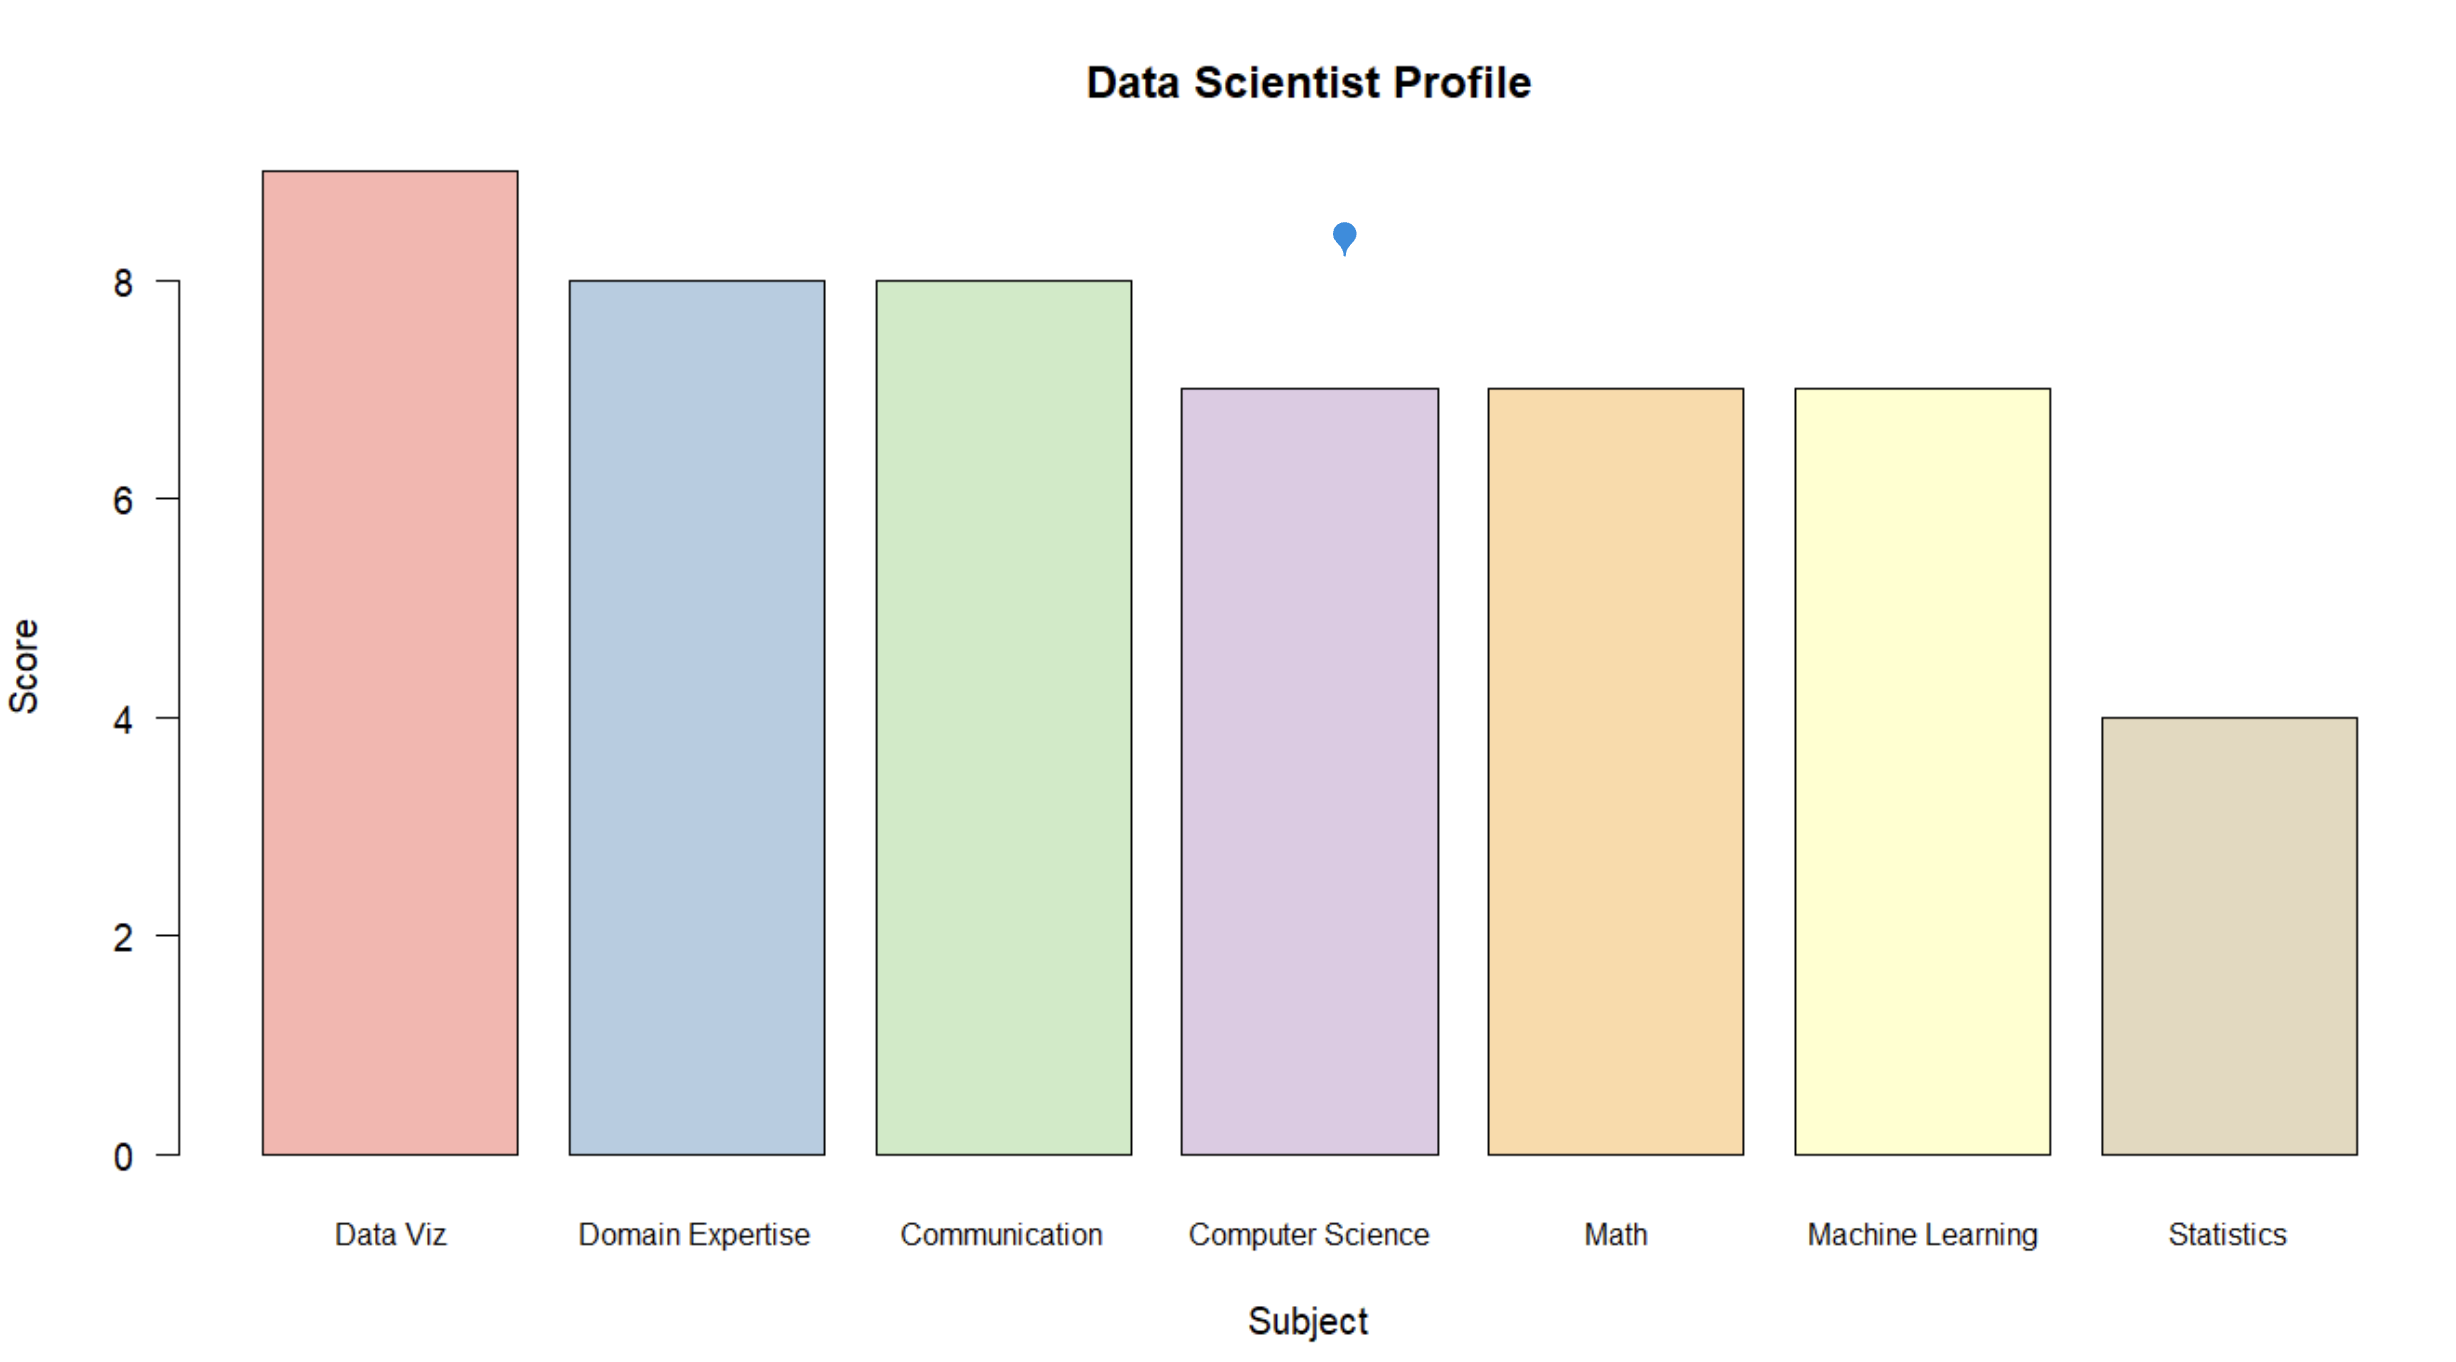 Data Scientist Profile
8
6
4
2
0
Score
Data Viz
Domain Expertise
Communication
Computer Science
Math
Machine Learning
Statistics
Subject